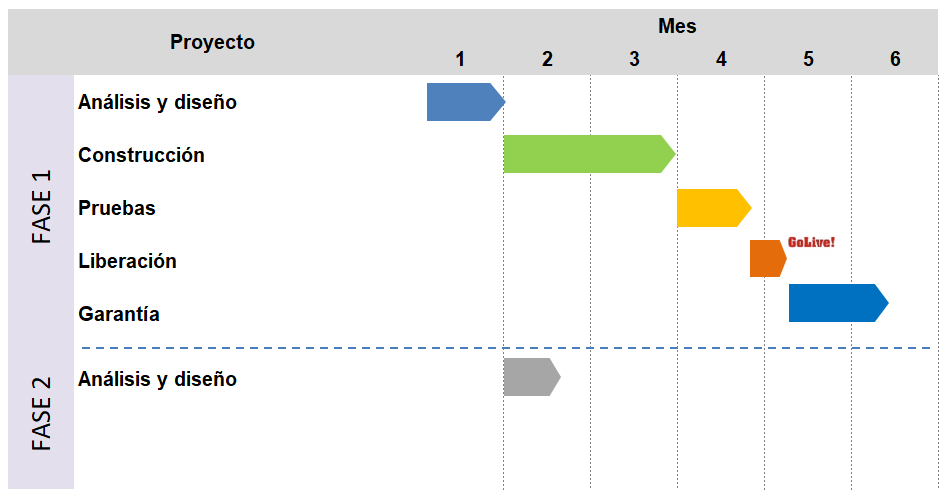 Proyecto
Mes
1 2 3 4 5 6
FASE 1
Análisis y diseño
Construcción
Pruebas
GoLive!
Liberación
Garantía
FASE 2
Análisis y diseño